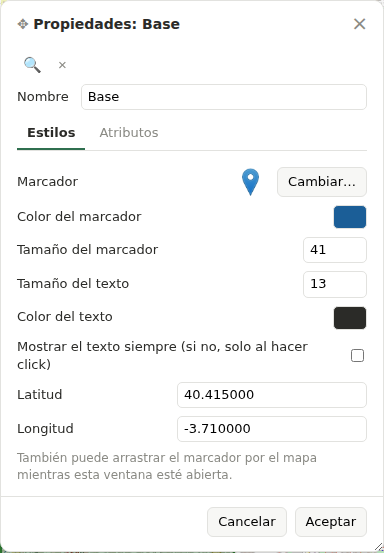 Propiedades: Base
Nombre
Base
Estilos
Atributos
Marcador
Cambiar...
Color del marcador
Tamaño del marcador
41
Tamaño del texto
13
Color del texto
Mostrar el texto siempre (si no, solo al hacer
click)
Latitud
40.415000
Longitud
-3.710000
También puede arrastrar el marcador por el mapa
mientras esta ventana esté abierta.
Cancelar
Aceptar